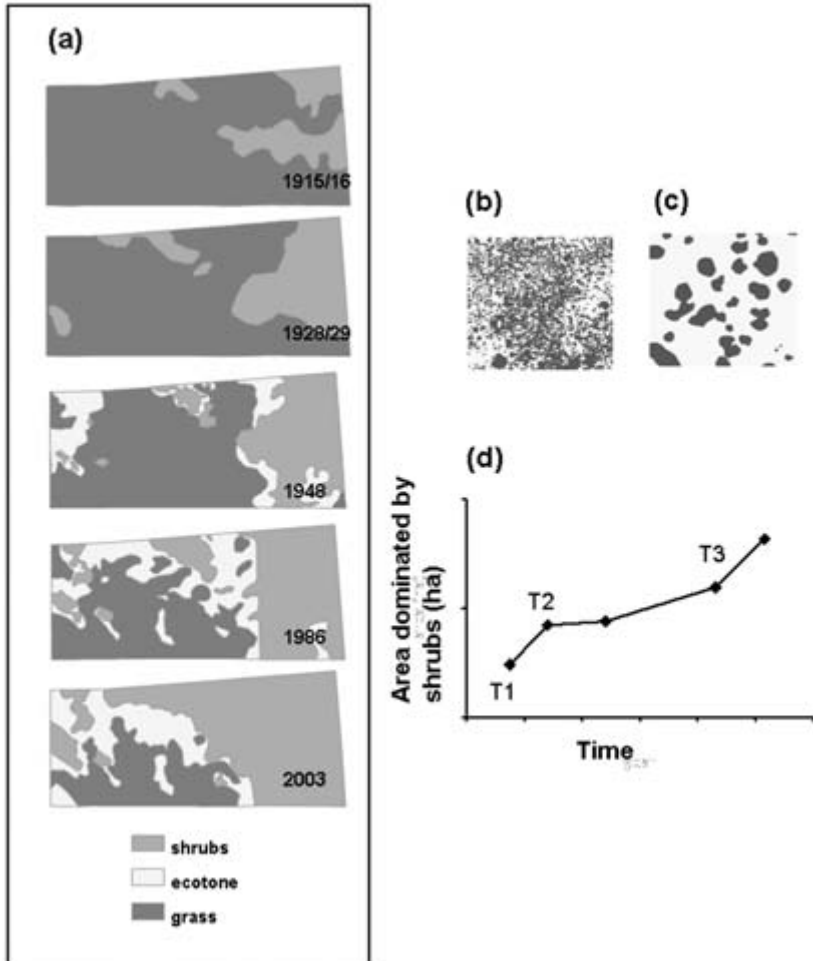 (a)
1915/16
1928/29
1948
1986
2003
shrubs
ecotone
grass
(b)
(c)
(d)
Area dominated by
shrubs (ha)
T1
T2
T3
Time